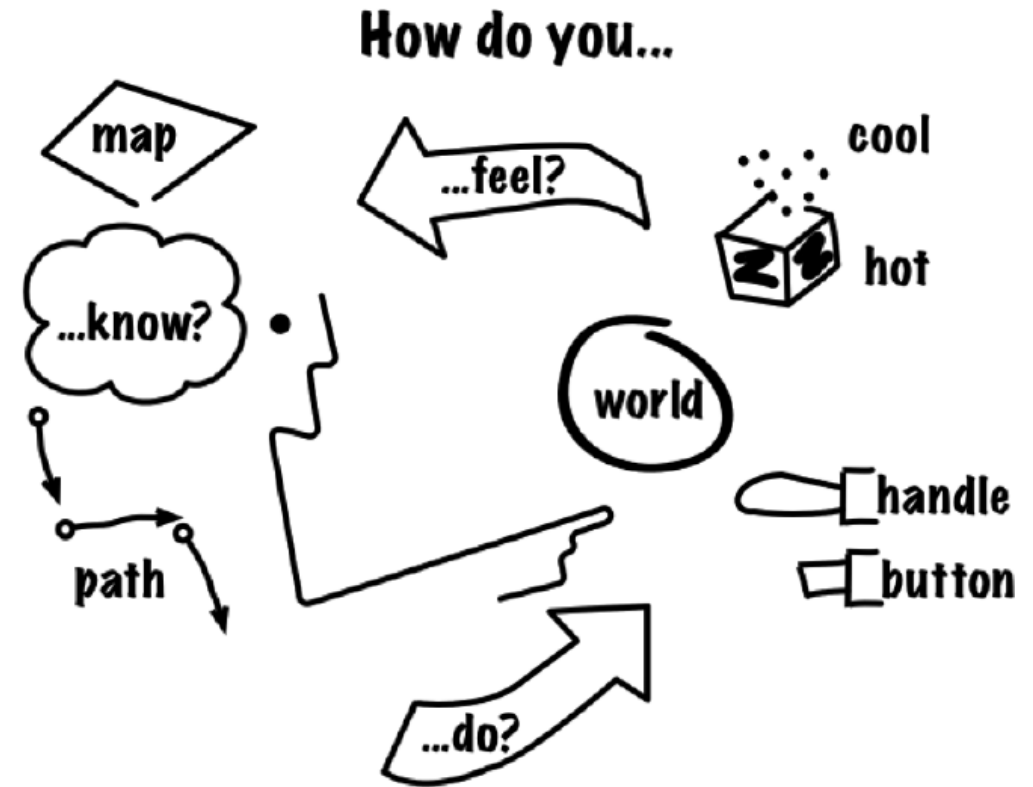 How do you...
map
...feel?
cool
hot
...know?
world
handle
path
button
...do?